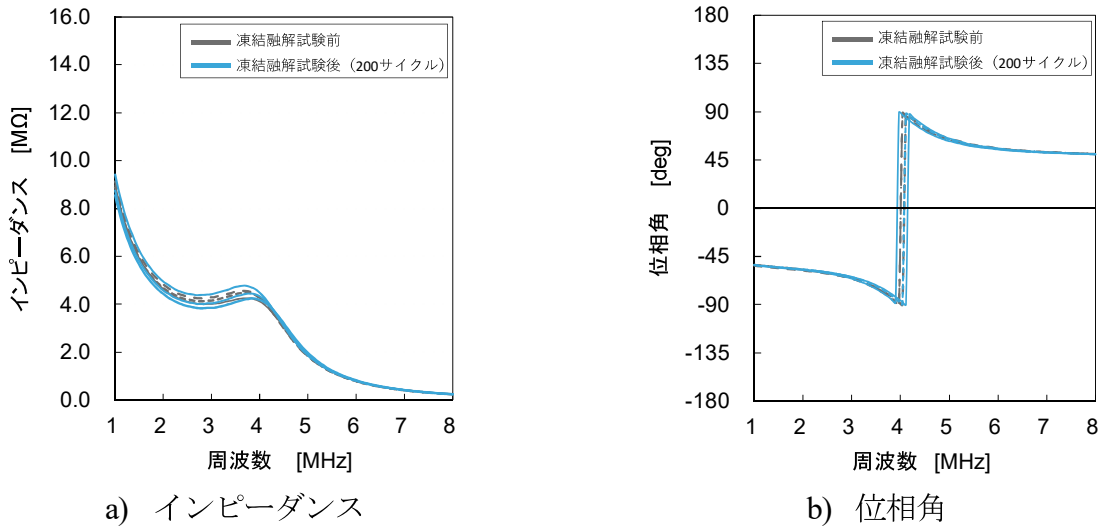 16.0
14.0
12.0
10.0
8.0
6.0
4.0
2.0
0.0
インピーダンス [MΩ]
凍結融解試験前
凍結融解試験後（200サイクル）
1 2 3 4 5 6 7 8
周波数 [MHz]
a) インピーダンス
180
135
90
45
0
-45
-90
-135
-180
位相角 [deg]
凍結融解試験前
凍結融解試験後（200サイクル）
1 2 3 4 5 6 7 8
周波数 [MHz]
b) 位相角